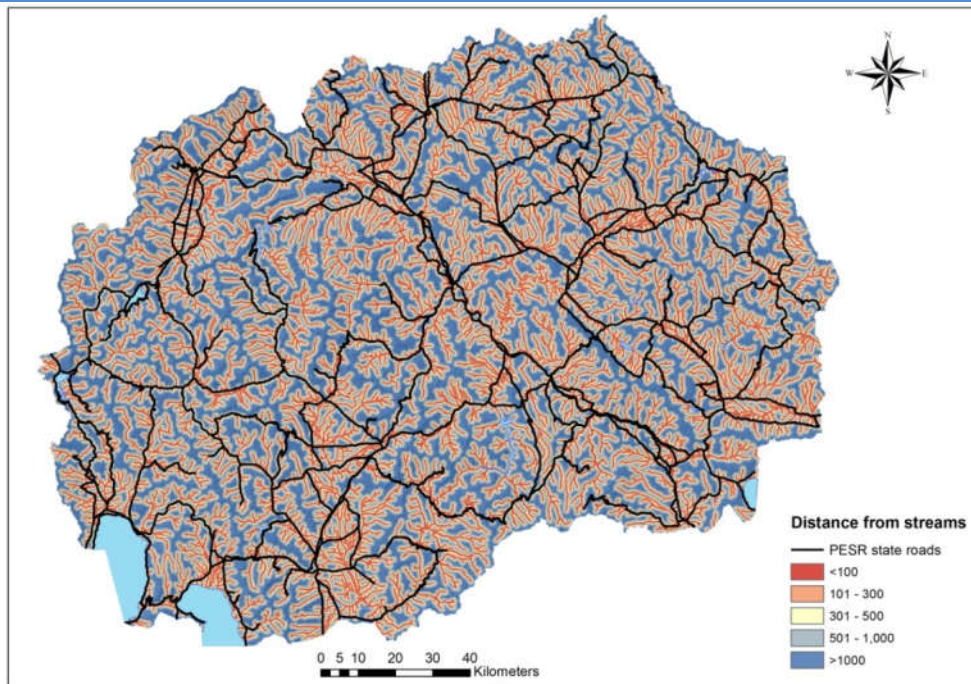 N
W E
S
Distance from streams
PESR state roads
<100
101 - 300
301 - 500
501 - 1,000
>1000
0 5 10 20 30 40
Kilometers